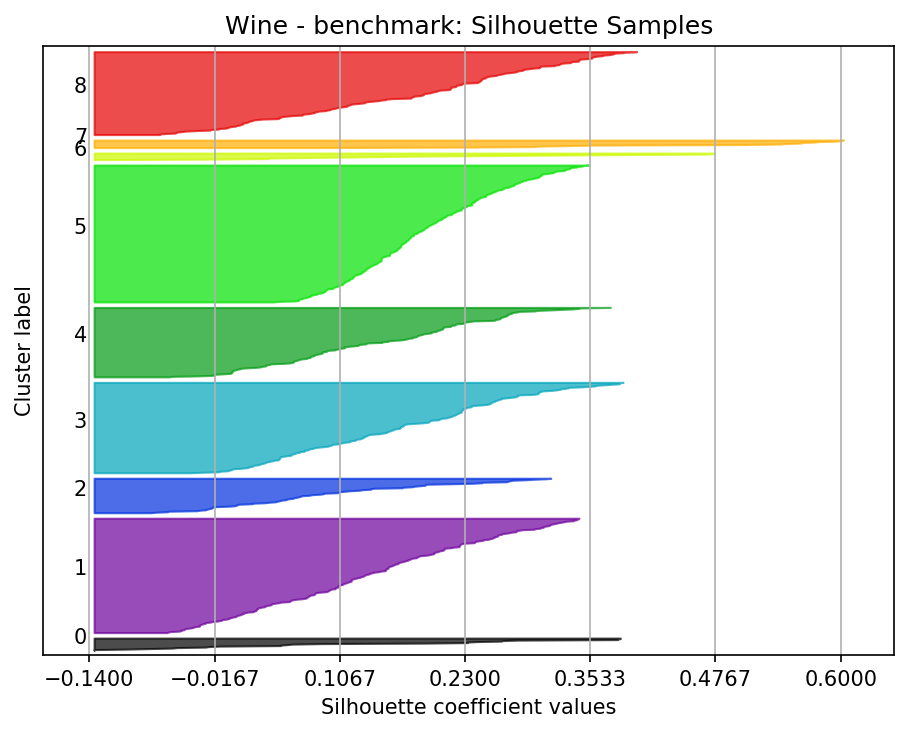 Wine - benchmark: Silhouette Samples
8
7
6
5
4
3
2
1
0
Cluster label
−0.1400 −0.0167 0.1067 0.2300 0.3533 0.4767 0.6000
Silhouette coefficient values